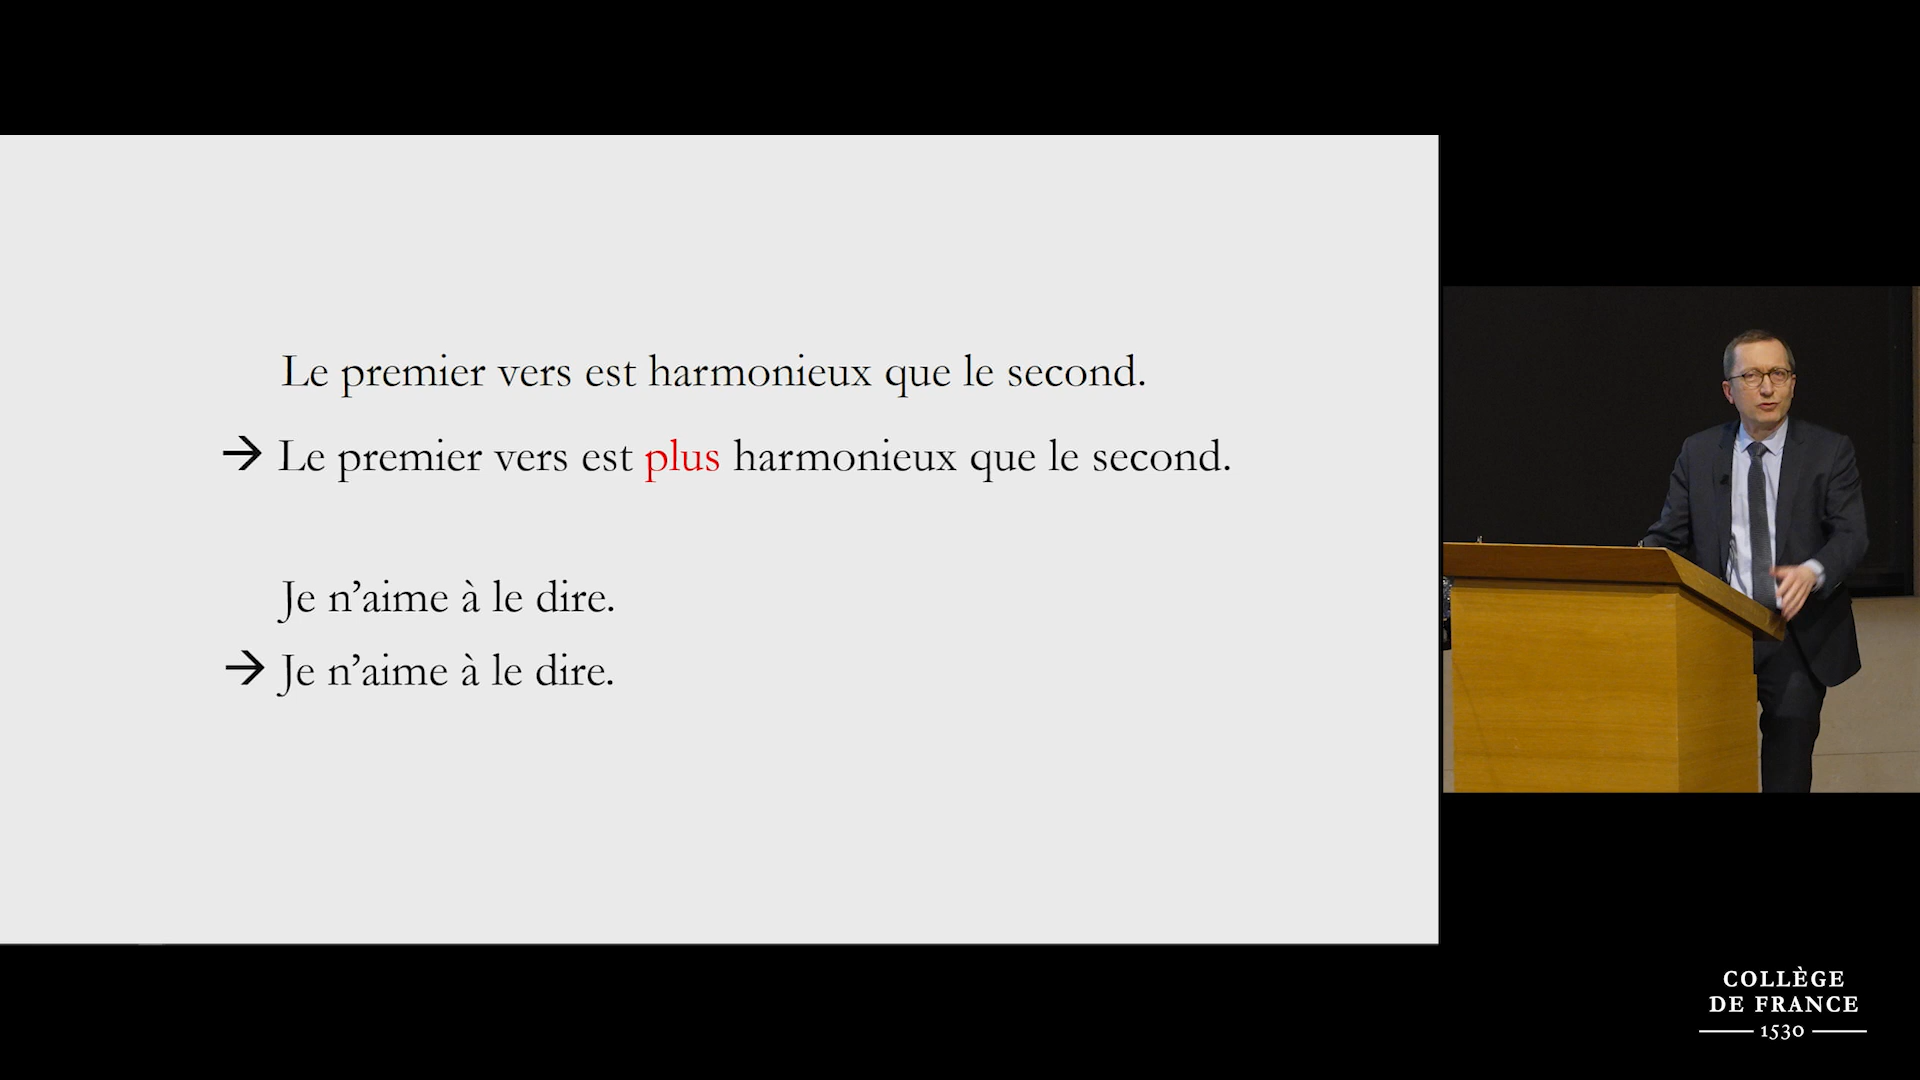 Le premier vers est harmonieux que le second.
→ Le premier vers est plus harmonieux que le second.
Je n’aime à le dire.
→ Je n’aime à le dire.
COLLÈGE
DE FRANCE
1530